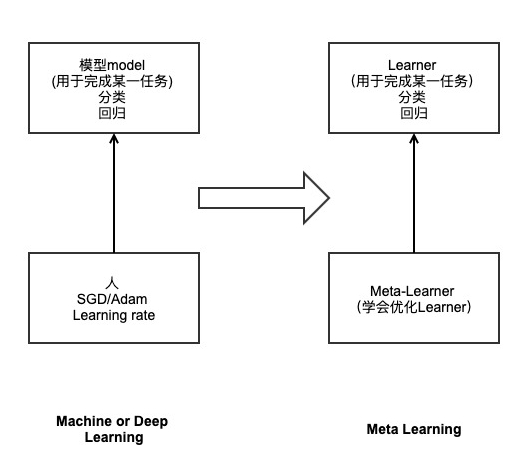 模型model
(用于完成某一任务)
分类
回归
Learner
（用于完成某一任务）
分类
回归
人
SGD/Adam
Learning rate
Meta-Learner
（学会优化Learner）
Machine or Deep
Learning
Meta Learning